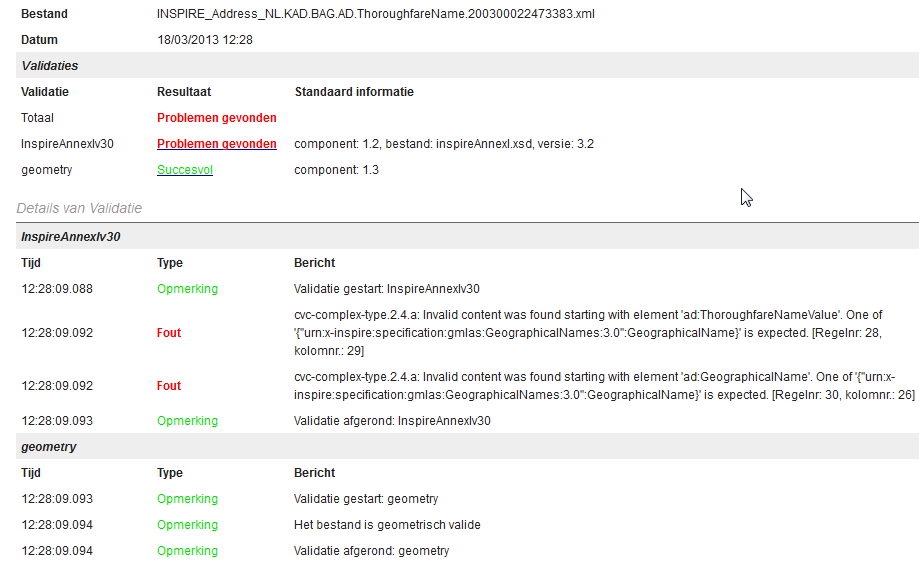 Bestand INSPIRE_Address_NL.KAD.BAG.AD.ThoroughfareName.200300022473383.xml
Datum 18/03/2013 12:28
Validaties
Validatie Resultaat Standaard informatie
Totaal Problemen gevonden
InspireAnnexIv30 Problemen gevonden component: 1.2, bestand: inspireAnnexI.xsd, versie: 3.2
geometry Succesvol component: 1.3
Details van Validatie
InspireAnnexIv30
Tijd Type Bericht
12:28:09.088 Opmerking Validatie gestart: InspireAnnexIv30
cvc-complex-type.2.4.a: Invalid content was found starting with element 'ad:ThoroughfareNameValue'. One of
12:28:09.092 Fout '{"urn:x-inspire:specification:gmlas:GeographicalNames:3.0":GeographicalName}' is expected. [Regelnr: 28,
kolomnr.: 29]
cvc-complex-type.2.4.a: Invalid content was found starting with element 'ad:GeographicalName'. One of '{"urn:x-
12:28:09.092 Fout inspire:specification:gmlas:GeographicalNames:3.0":GeographicalName}' is expected. [Regelnr: 30, kolomnr.: 26]
12:28:09.093 Opmerking Validatie afgerond: InspireAnnexIv30
geometry
Tijd Type Bericht
12:28:09.093 Opmerking Validatie gestart: geometry
12:28:09.094 Opmerking Het bestand is geometrisch valide
12:28:09.094 Opmerking Validatie afgerond: geometry